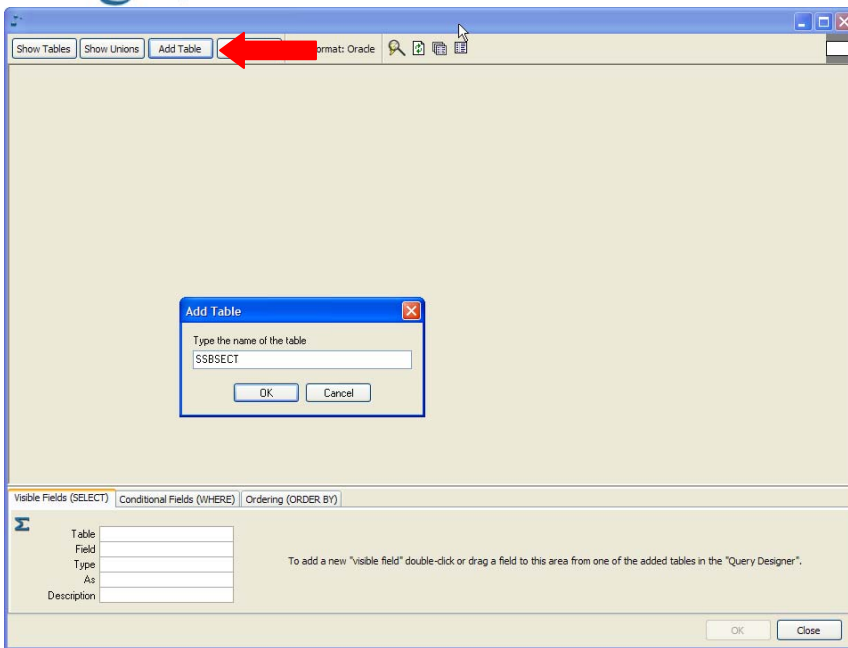 Show Tables Show Unions Add Table ormat: Oracle
Add Table
Type the name of the table
SSBSECT
OK Cancel
Visible Fields (SELECT) Conditional Fields (WHERE) Ordering (ORDER BY)
Table
Field
Type
As
Description
To add a new "visible field" double-click or drag a field to this area from one of the added tables in the "Query Designer".
OK Close